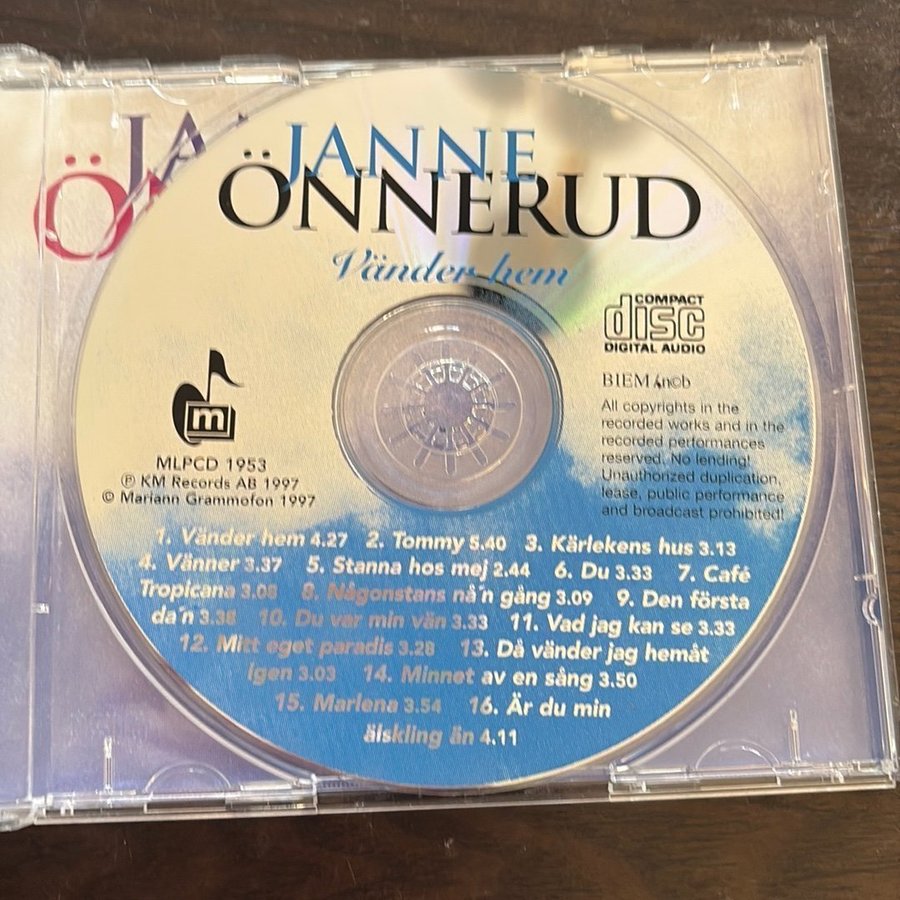 JA
ÖN
JANNE
ÖNNERUD
Vänder hem
COMPACT
disc
DIGITAL AUDIO
BIEM n©b
All copyrights in the
recorded works and in the
recorded performances
reserved. No lending!
Unauthorized duplication,
lease, public performance
and broadcast prohibited!
m
MLPCD 1953
℗ KM Records AB 1997
© Mariann Grammofon 1997
1. Vänder hem 4.27 2. Tommy 5.40 3. Kärlekens hus 3.13
4. Vänner 3.37 5. Stanna hos mej 2.44 6. Du 3.33 7. Café
Tropicana 3.08 8. Någonstans nå´n gång 3.09 9. Den första
da´n 3.38 10. Du var min vän 3.33 11. Vad jag kan se 3.33
12. Mitt eget paradis 3.28 13. Då vänder jag hemåt
igen 3.03 14. Minnet av en sång 3.50
15. Marlena 3.54 16. Är du min
älskling än 4.11